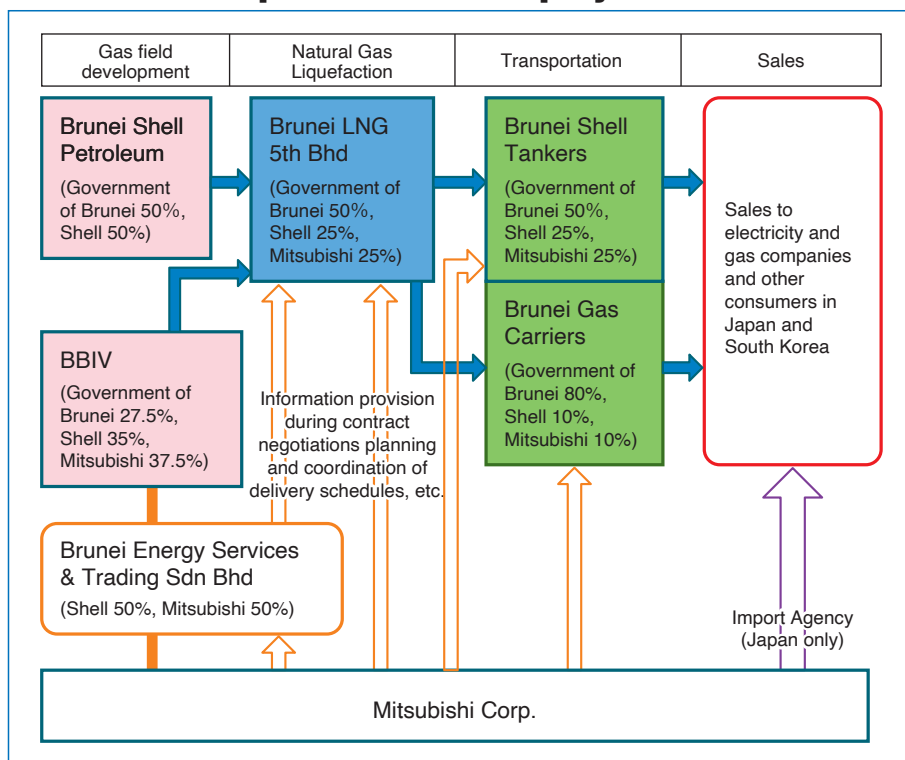 Gas field
development
Natural Gas
Liquefaction
Transportation
Sales
Brunei Shell
Petroleum
(Government
of Brunei 50%,
Shell 50%)
Brunei LNG
5th Bhd
(Government of
Brunei 50%,
Shell 25%,
Mitsubishi 25%)
Brunei Shell
Tankers
(Government of
Brunei 50%,
Shell 25%,
Mitsubishi 25%)
Sales to
electricity and
gas companies
and other
consumers in
Japan and
South Korea
BBIV
(Government of
Brunei 27.5%,
Shell 35%,
Mitsubishi 37.5%)
Information provision
during contract
negotiations planning
and coordination of
delivery schedules, etc.
Brunei Gas
Carriers
(Government of
Brunei 80%,
Shell 10%,
Mitsubishi 10%)
Brunei Energy Services
& Trading Sdn Bhd
(Shell 50%, Mitsubishi 50%)
Import Agency
(Japan only)
Mitsubishi Corp.